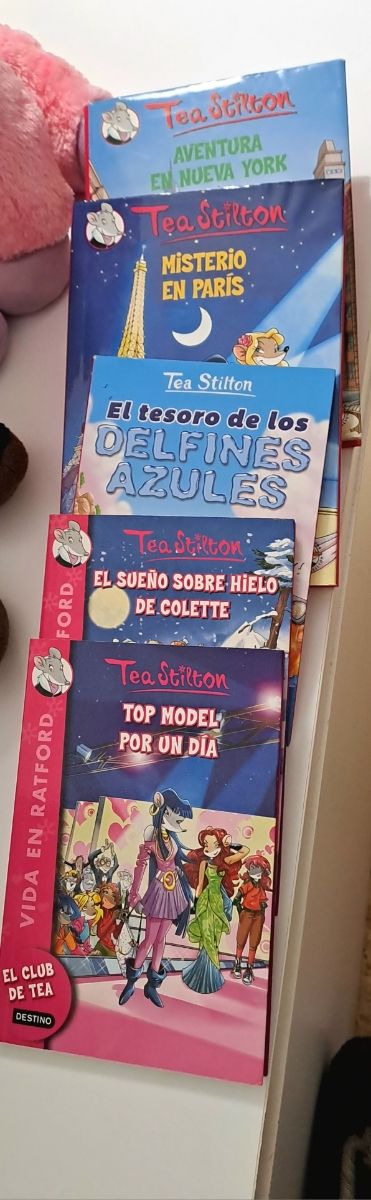 Tea Stilton
AVENTURA
EN NUEVA YORK
Tea Stilton
MISTERIO
EN PARÍS
Tea Stilton
El tesoro de los
DELFINES
AZULES
Tea Stilton
EL SUEÑO SOBRE HIELO
DE COLETTE
FORD
Tea Stilton
TOP MODEL
POR UN DÍA
VIDA EN RATFORD
EL CLUB
DE TEA
DESTINO